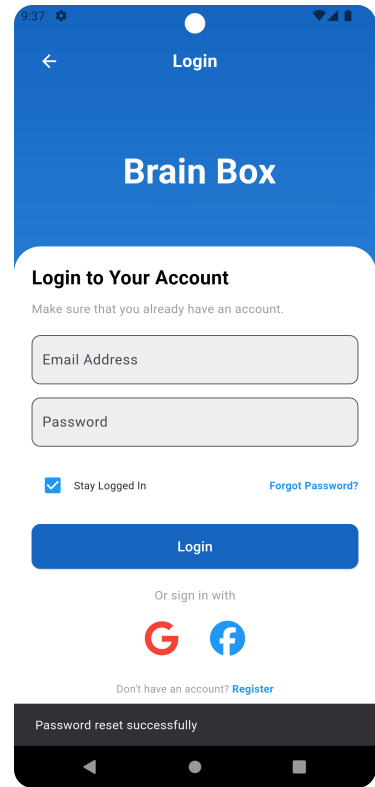 9:37
Login
Brain Box
Login to Your Account
Make sure that you already have an account.
Email Address
Password
Stay Logged In Forgot Password?
Login
Or sign in with
Don't have an account? Register
Password reset successfully